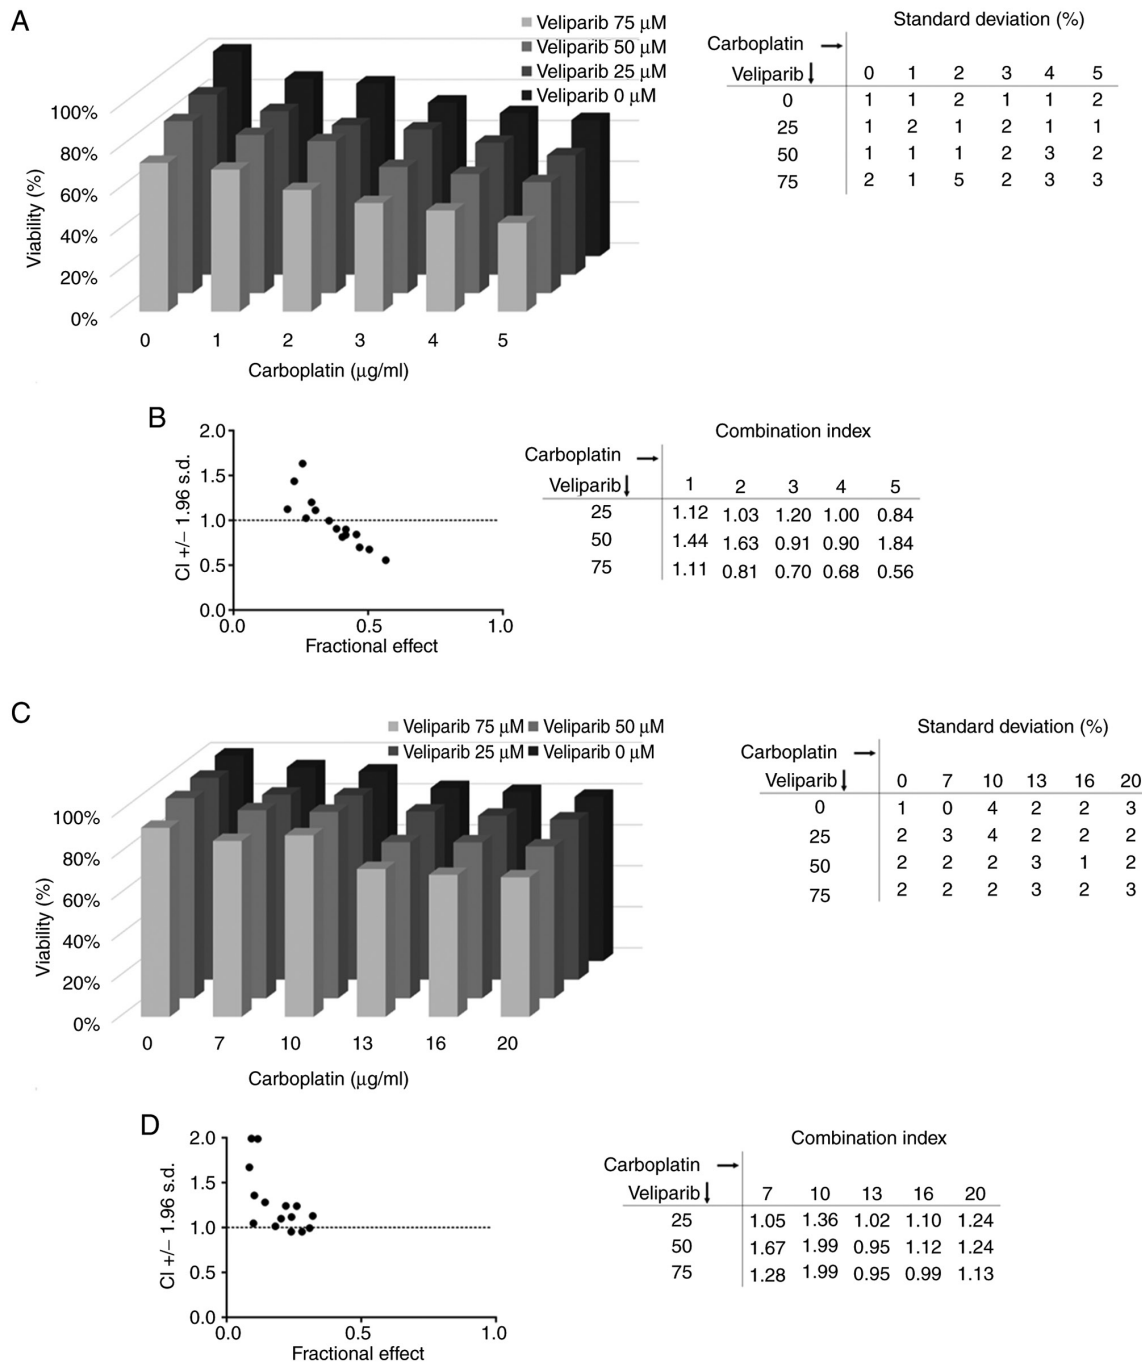 A
Veliparib 75 μM
Veliparib 50 μM
Veliparib 25 μM
Veliparib 0 μM
100%
80%
60%
40%
20%
0%
Viability (%)
0 1 2 3 4 5
Carboplatin (μg/ml)
Standard deviation (%)
Carboplatin →
Veliparib ↓ 0 1 2 3 4 5
0 1 1 2 1 1 2
25 1 2 1 2 1 1
50 1 1 1 2 3 2
75 2 1 5 2 3 3
B
2.0
1.5
1.0
0.5
0.0
CI +/− 1.96 s.d.
0.0 0.5 1.0
Fractional effect
Combination index
Carboplatin →
Veliparib ↓ 1 2 3 4 5
25 1.12 1.03 1.20 1.00 0.84
50 1.44 1.63 0.91 0.90 1.84
75 1.11 0.81 0.70 0.68 0.56
C
Veliparib 75 μM Veliparib 50 μM
Veliparib 25 μM Veliparib 0 μM
100%
80%
60%
40%
20%
0%
Viability (%)
0 7 10 13 16 20
Carboplatin (μg/ml)
Standard deviation (%)
Carboplatin →
Veliparib ↓ 0 7 10 13 16 20
0 1 0 4 2 2 3
25 2 3 4 2 2 2
50 2 2 2 3 1 2
75 2 2 2 3 2 3
D
2.0
1.5
1.0
0.5
0.0
CI +/− 1.96 s.d.
0.0 0.5 1.0
Fractional effect
Combination index
Carboplatin →
Veliparib ↓ 7 10 13 16 20
25 1.05 1.36 1.02 1.10 1.24
50 1.67 1.99 0.95 1.12 1.24
75 1.28 1.99 0.95 0.99 1.13